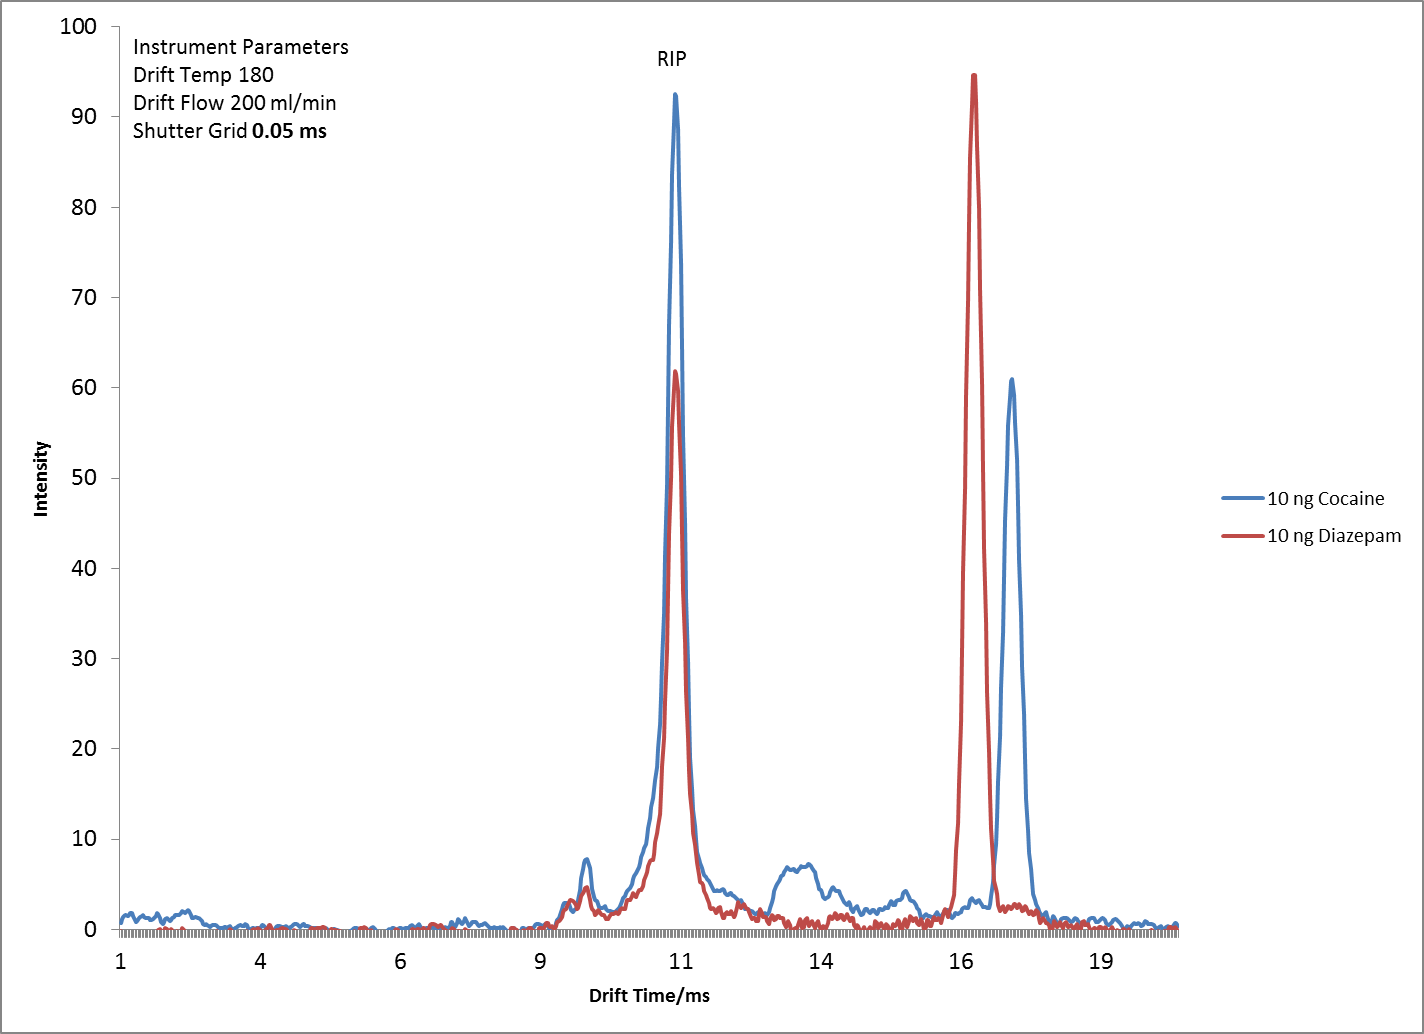 100
90
80
70
60
50
40
30
20
10
0
Instrument Parameters
Drift Temp 180
Drift Flow 200 ml/min
Shutter Grid 0.05 ms
RIP
Intensity
1 4 6 9 11 14 16 19
Drift Time/ms
10 ng Cocaine
10 ng Diazepam